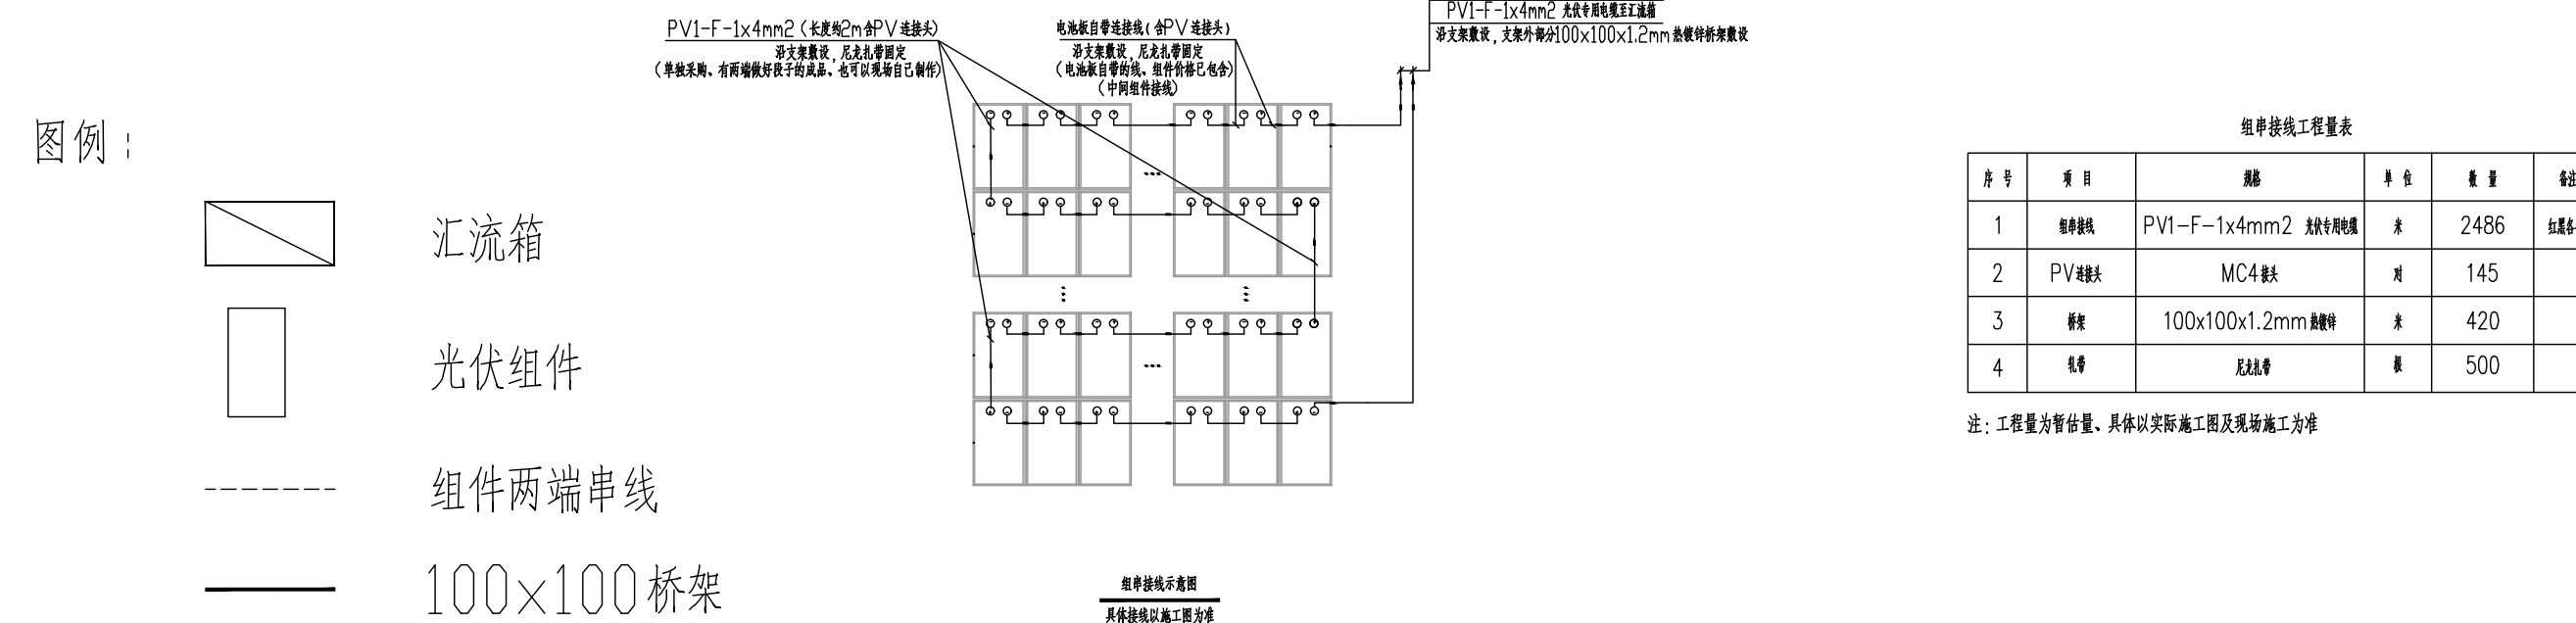 PV1-F-1x4mm2（长度约2m含PV连接头）
沿支架敷设，尼龙扎带固定
（单独采购、有两端做好段子的成品、也可以现场自己制作）
电池板自带连接线（含PV连接头）
沿支架敷设，尼龙扎带固定
（电池板自带的线、组件价格已包含）
（中间组件接线）
PV1-F-1x4mm2 光伏专用电缆至汇流箱
沿支架敷设，支架外部分100x100x1.2mm热镀锌桥架敷设
图例：
汇流箱
光伏组件
组件两端串线
100x100桥架
组串接线示意图
具体接线以施工图为准
组串接线工程量表
序号 项目 规格 单位 数量 备注
1 组串接线 PV1-F-1x4mm2 光伏专用电缆 米 2486 红黑各
2 PV连接头 MC4接头 对 145
3 桥架 100x100x1.2mm热镀锌 米 420
4 轧带 尼龙扎带 根 500
注：工程量为暂估量、具体以实际施工图及现场施工为准